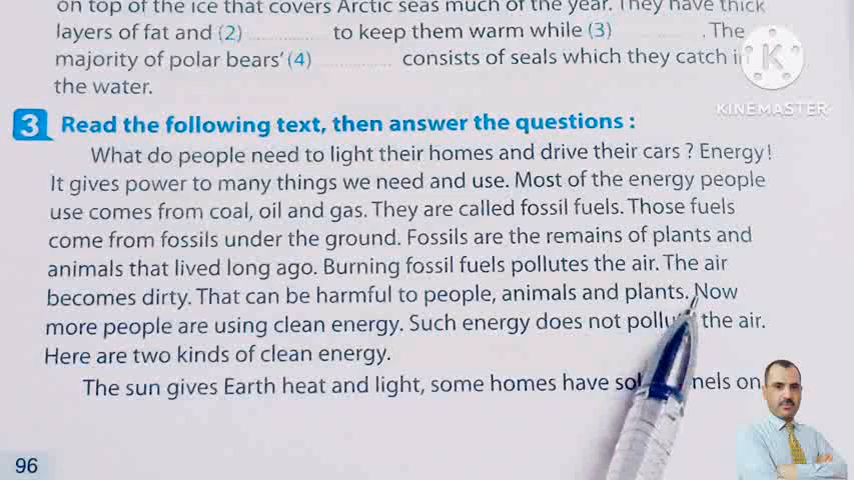 on top of the ice that covers Arctic seas much of the year. They have thick
layers of fat and (2) .............. to keep them warm while (3) .............. . The
majority of polar bears' (4) .............. consists of seals which they catch in
the water.
K
KINEMASTER
3 Read the following text, then answer the questions :
What do people need to light their homes and drive their cars ? Energy!
It gives power to many things we need and use. Most of the energy people
use comes from coal, oil and gas. They are called fossil fuels. Those fuels
come from fossils under the ground. Fossils are the remains of plants and
animals that lived long ago. Burning fossil fuels pollutes the air. The air
becomes dirty. That can be harmful to people, animals and plants. Now
more people are using clean energy. Such energy does not the air.
Here are two kinds of clean energy.
The sun gives Earth heat and light, some homes have on
96